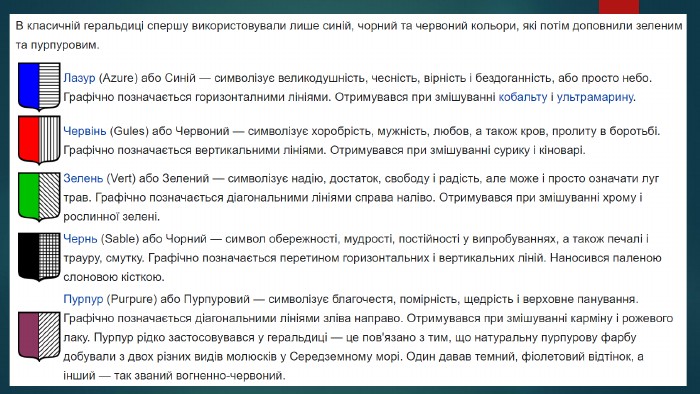 В класичній геральдиці спершу використовували лише синій, чорний та червоний кольори, які потім доповнили зеленим
та пурпуровим.
Лазур (Azure) або Синій — символізує великодушність, чесність, вірність і бездоганність, або просто небо.
Графічно позначається горизонталними лініями. Отримувався при змішуванні кобальту і ультрамарину.
Червінь (Gules) або Червоний — символізує хоробрість, мужність, любов, а також кров, пролиту в боротьбі.
Графічно позначається вертикальними лініями. Отримувався при змішуванні сурику і кіноварі.
Зелень (Vert) або Зелений — символізує надію, достаток, свободу і радість, але може і просто означати луг
трав. Графічно позначається діагональними лініями справа наліво. Отримувався при змішуванні хрому і
рослинної зелені.
Чернь (Sable) або Чорний — символ обережності, мудрості, постійності у випробуваннях, а також печалі і
трауру, смутку. Графічно позначається перетином горизонтальних і вертикальних ліній. Наносився паленою
слоновою кісткою.
Пурпур (Purpure) або Пурпуровий — символізує благочестя, помірність, щедрість і верховне панування.
Графічно позначається діагональними лініями зліва направо. Отримувався при змішуванні карміну і рожевого
лаку. Пурпур рідко застосовувався у геральдиці — це пов'язано з тим, що натуральну пурпурову фарбу
добували з двох різних видів молюсків у Середземному морі. Один давав темний, фіолетовий відтінок, а
інший — так званий вогненно-червоний.